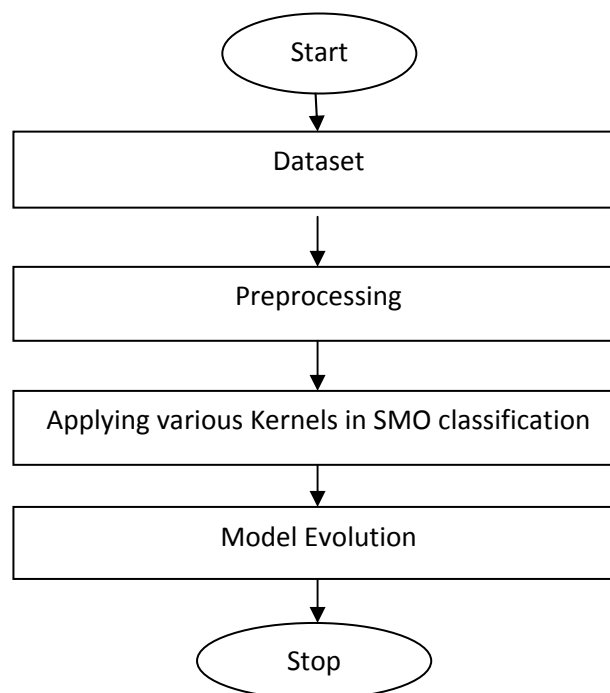 Start
Dataset
Preprocessing
Applying various Kernels in SMO classification
Model Evolution
Stop